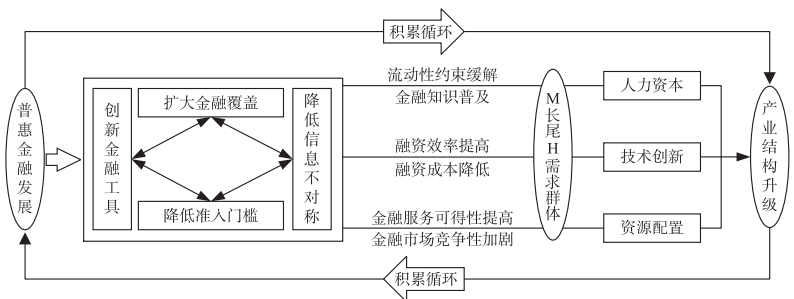 积累循环
普惠金融发展
创新金融工具
扩大金融覆盖
降低准入门槛
降低信息不对称
流动性约束缓解
金融知识普及
融资效率提高
融资成本降低
金融服务可得性提高
金融市场竞争性加剧
M长尾H需求群体
人力资本
技术创新
资源配置
产业结构升级
积累循环